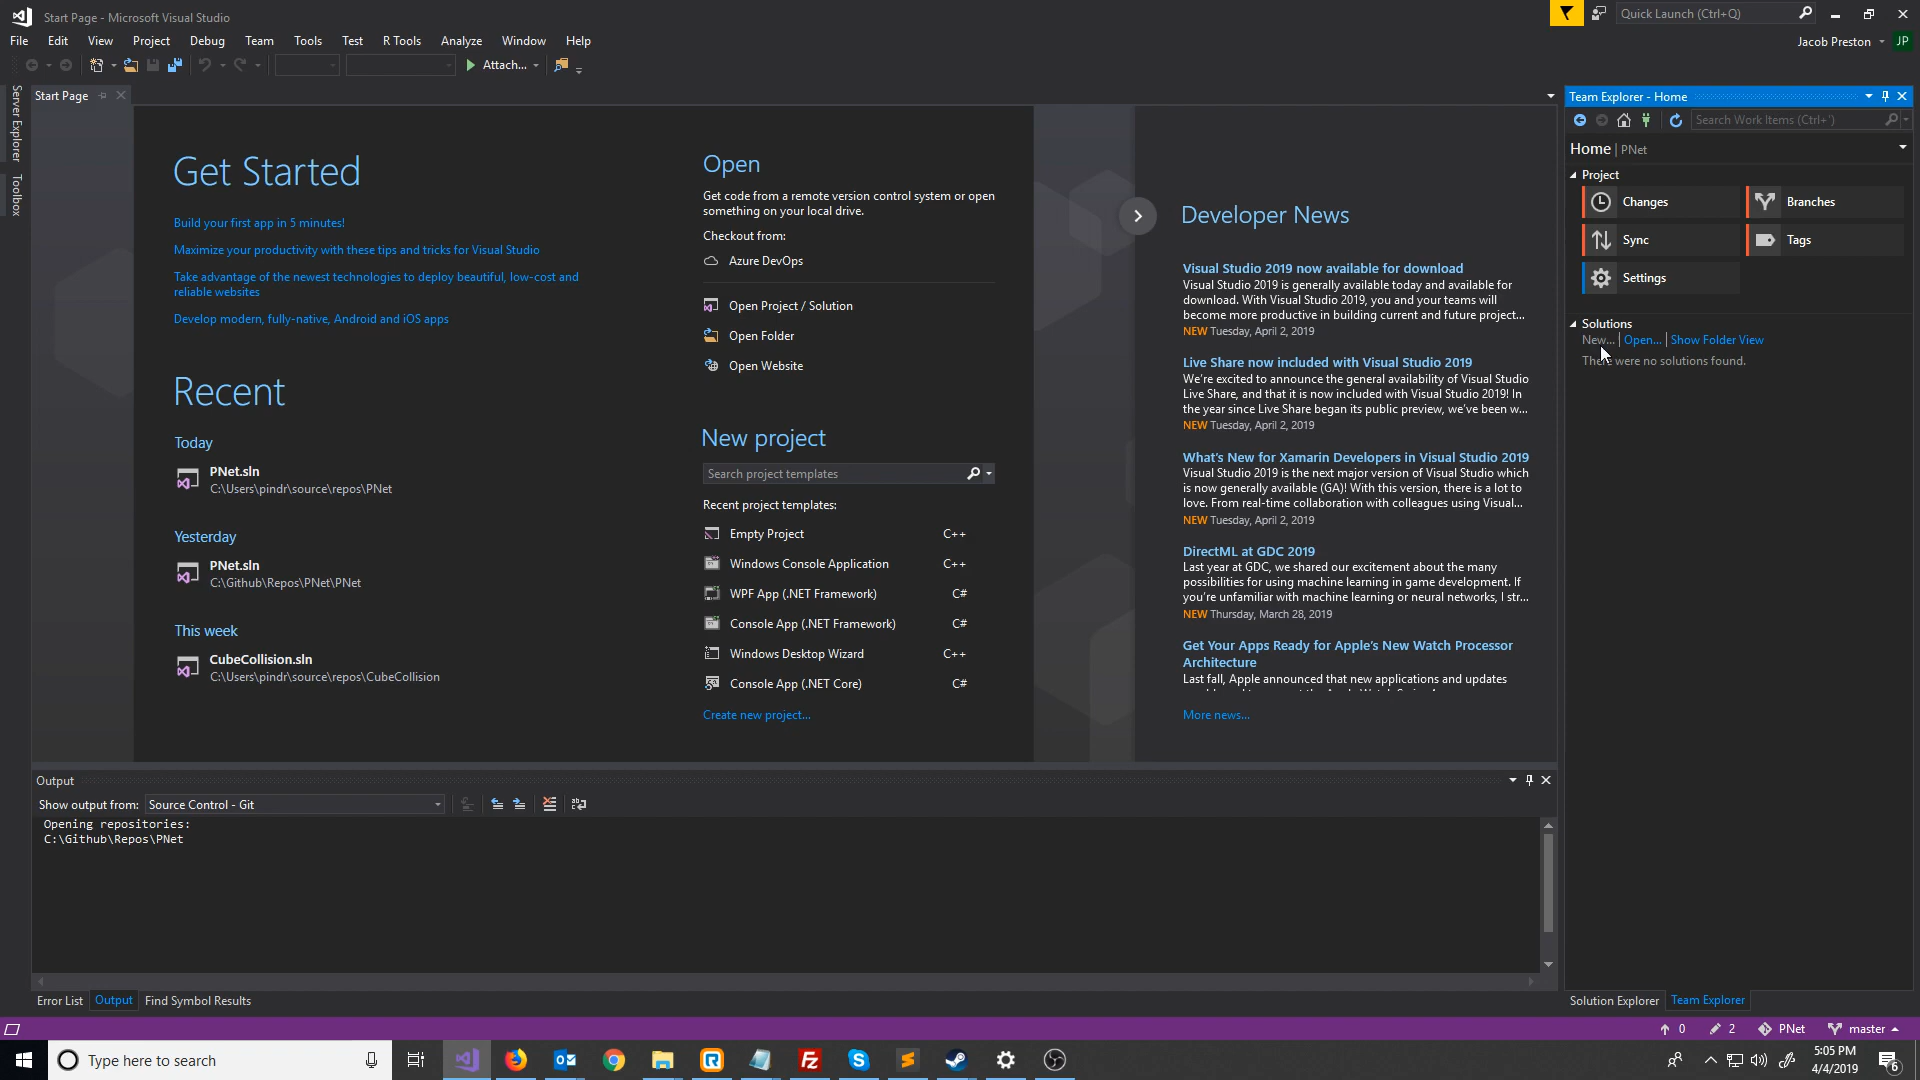 Start Page - Microsoft Visual Studio
Quick Launch (Ctrl+Q)
File Edit View Project Debug Team Tools Test R Tools Analyze Window Help
Jacob Preston JP
Attach...
Server Explorer
Toolbox
Start Page
Get Started
Build your first app in 5 minutes!
Maximize your productivity with these tips and tricks for Visual Studio
Take advantage of the newest technologies to deploy beautiful, low-cost and
reliable websites
Develop modern, fully-native, Android and iOS apps
Recent
Today
PNet.sln
C:\Users\pindr\source\repos\PNet
Yesterday
PNet.sln
C:\Github\Repos\PNet\PNet
This week
CubeCollision.sln
C:\Users\pindr\source\repos\CubeCollision
Open
Get code from a remote version control system or open
something on your local drive.
Checkout from:
Azure DevOps
Open Project / Solution
Open Folder
Open Website
New project
Search project templates
Recent project templates:
Empty Project C++
Windows Console Application C++
WPF App (.NET Framework) C#
Console App (.NET Framework) C#
Windows Desktop Wizard C++
Console App (.NET Core) C#
Create new project...
Developer News
Visual Studio 2019 now available for download
Visual Studio 2019 is generally available today and available for
download. With Visual Studio 2019, you and your teams will
become more productive in building current and future project...
NEW Tuesday, April 2, 2019
Live Share now included with Visual Studio 2019
We're excited to announce the general availability of Visual Studio
Live Share, and that it is now included with Visual Studio 2019! In
the year since Live Share began its public preview, we've been w...
NEW Tuesday, April 2, 2019
What's New for Xamarin Developers in Visual Studio 2019
Visual Studio 2019 is the next major version of Visual Studio which
is now generally available (GA)! With this version, there is a lot to
love. From real-time collaboration with colleagues using Visual...
NEW Tuesday, April 2, 2019
DirectML at GDC 2019
Last year at GDC, we shared our excitement about the many
possibilities for using machine learning in game development. If
you're unfamiliar with machine learning or neural networks, I str...
NEW Thursday, March 28, 2019
Get Your Apps Ready for Apple's New Watch Processor
Architecture
Last fall, Apple announced that new applications and updates
More news...
Team Explorer - Home
Search Work Items (Ctrl+')
Home | PNet
Project
Changes Branches
Sync Tags
Settings
Solutions
New... | Open... | Show Folder View
There were no solutions found.
Output
Show output from: Source Control - Git
Opening repositories:
C:\Github\Repos\PNet
Error List Output Find Symbol Results
Solution Explorer Team Explorer
0 2 PNet master
Type here to search
5:05 PM
4/4/2019
6